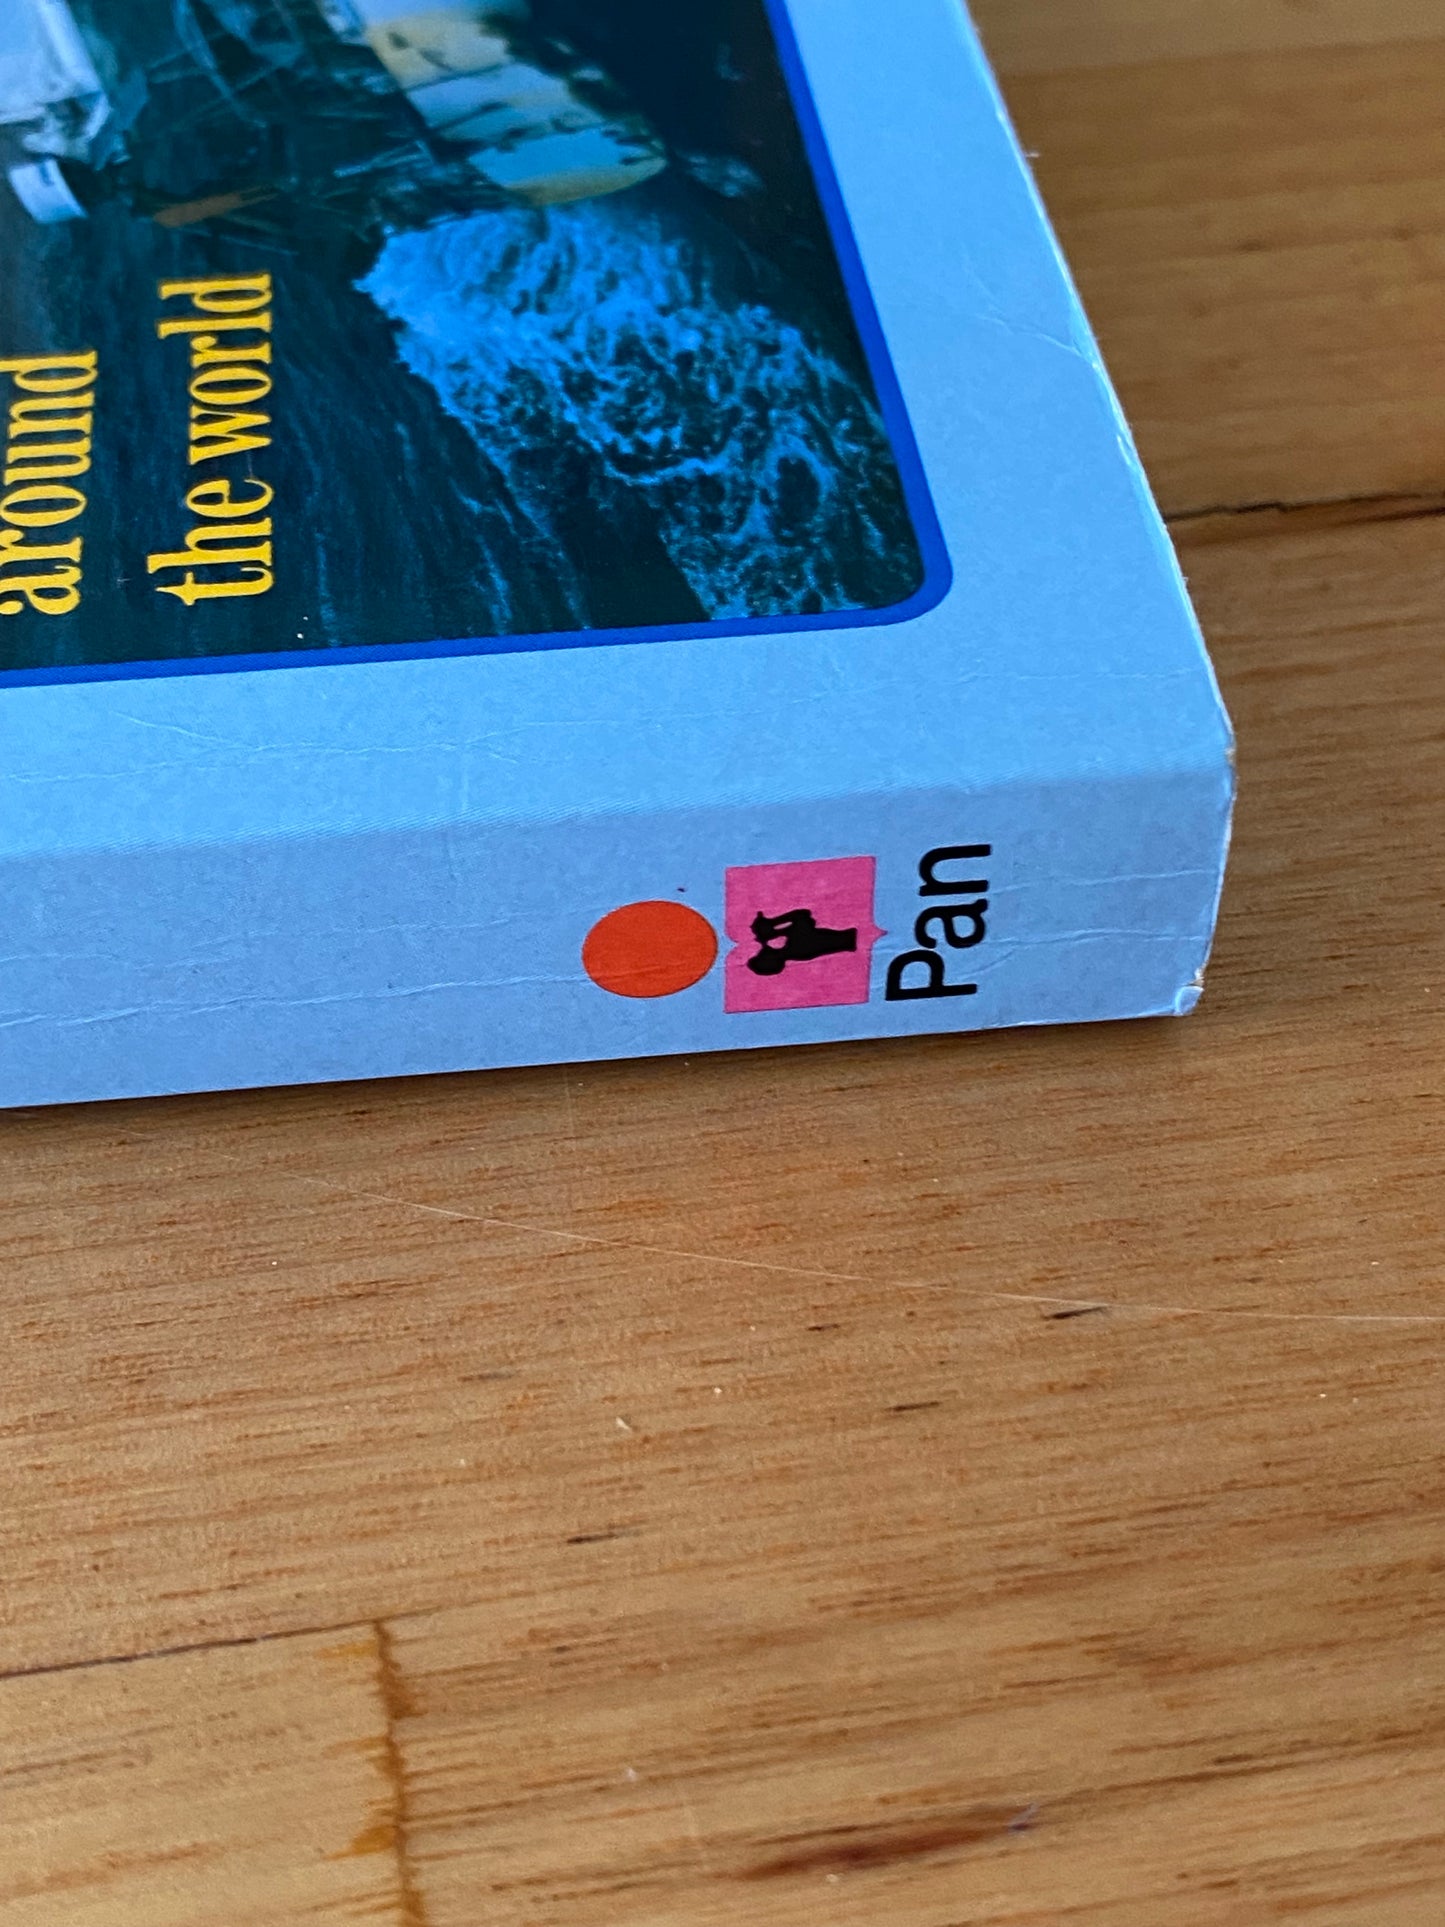 around
the world
Pan